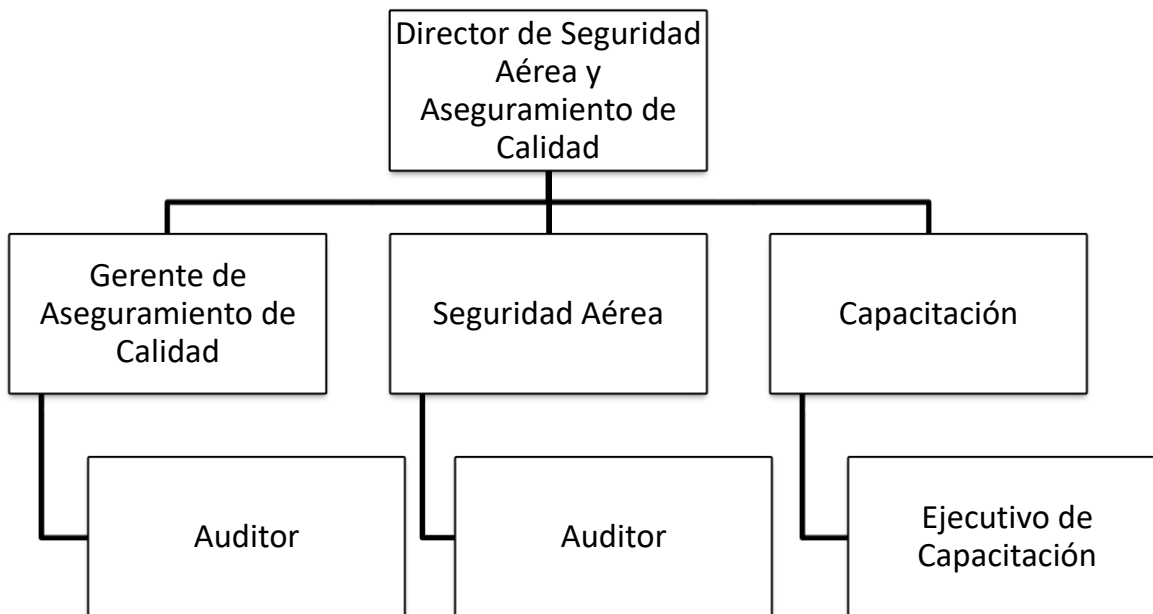 Director de Seguridad
Aérea y
Aseguramiento de
Calidad
Gerente de
Aseguramiento de
Calidad
Seguridad Aérea
Capacitación
Auditor
Auditor
Ejecutivo de
Capacitación